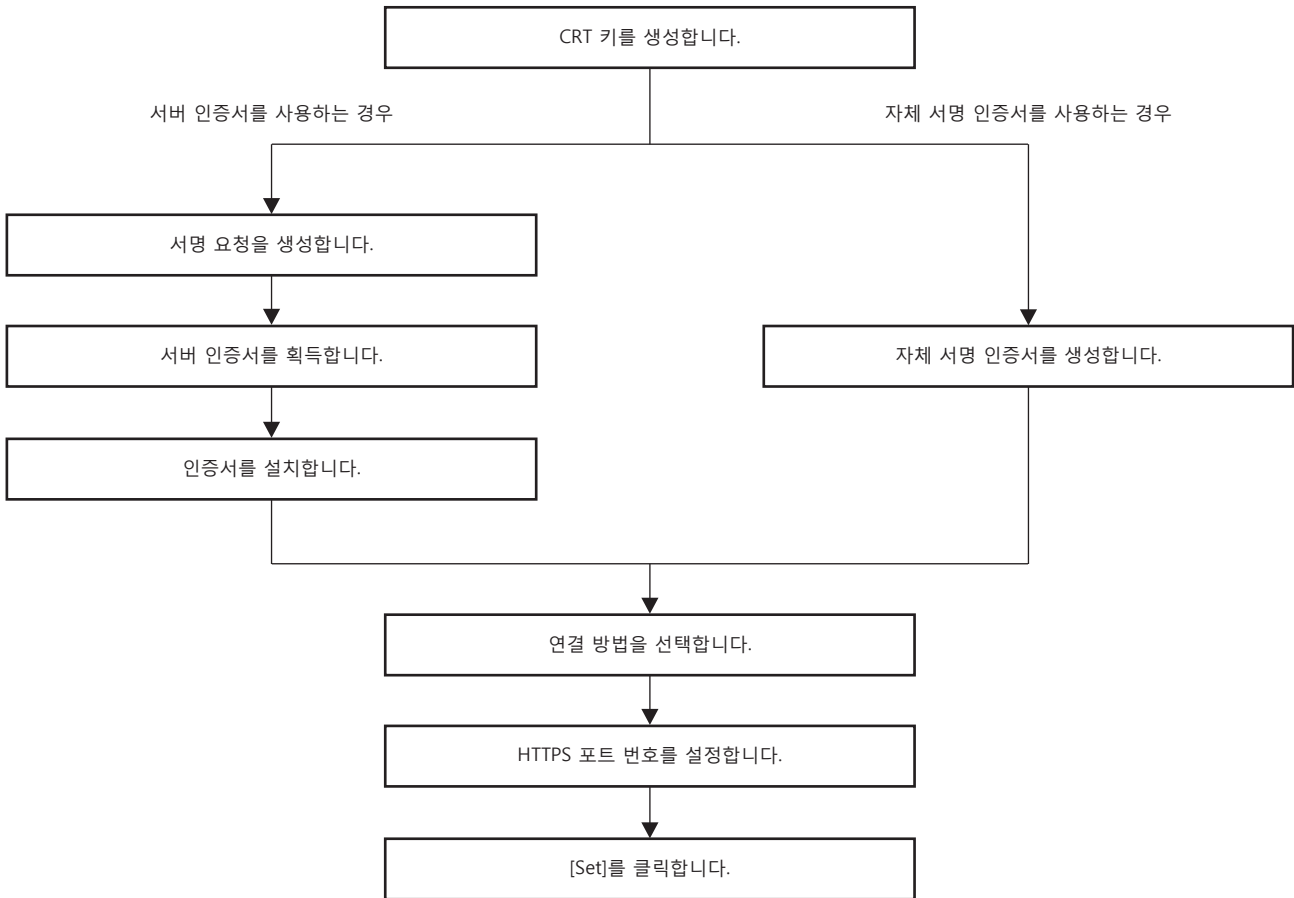 CRT 키를 생성합니다.
서버 인증서를 사용하는 경우
자체 서명 인증서를 사용하는 경우
서명 요청을 생성합니다.
서버 인증서를 획득합니다.
자체 서명 인증서를 생성합니다.
인증서를 설치합니다.
연결 방법을 선택합니다.
HTTPS 포트 번호를 설정합니다.
[Set]를 클릭합니다.